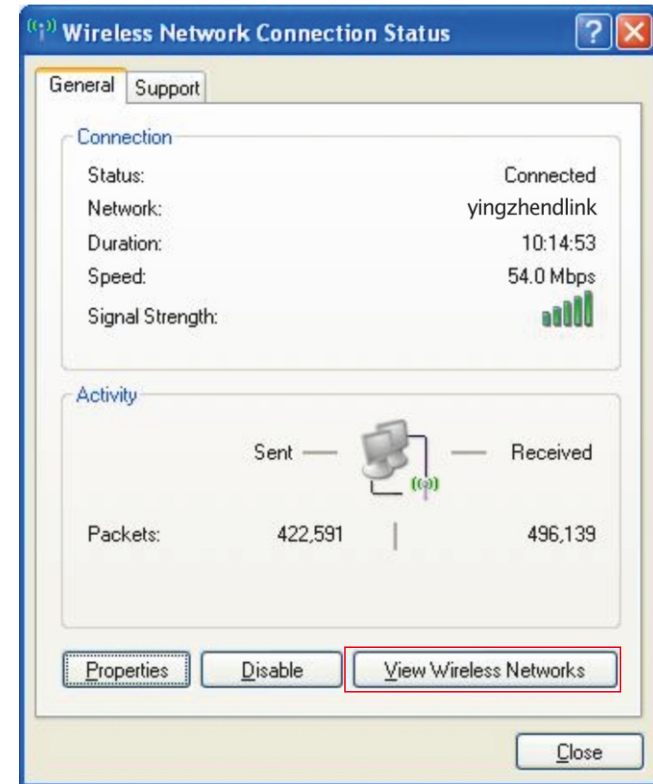 Wireless Network Connection Status
General Support
Connection
Status: Connected
Network: yingzhendlink
Duration: 10:14:53
Speed: 54.0 Mbps
Signal Strength:
Activity
Sent Received
Packets: 422,591 496,139
Properties Disable View Wireless Networks
Close